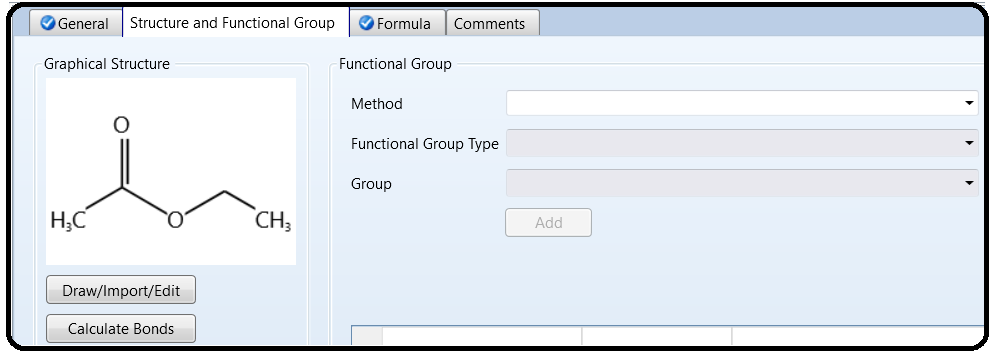 General
Structure and Functional Group
Formula
Comments
Graphical Structure
O
H₃C
O
CH₃
Draw/Import/Edit
Calculate Bonds
Functional Group
Method
Functional Group Type
Group
Add